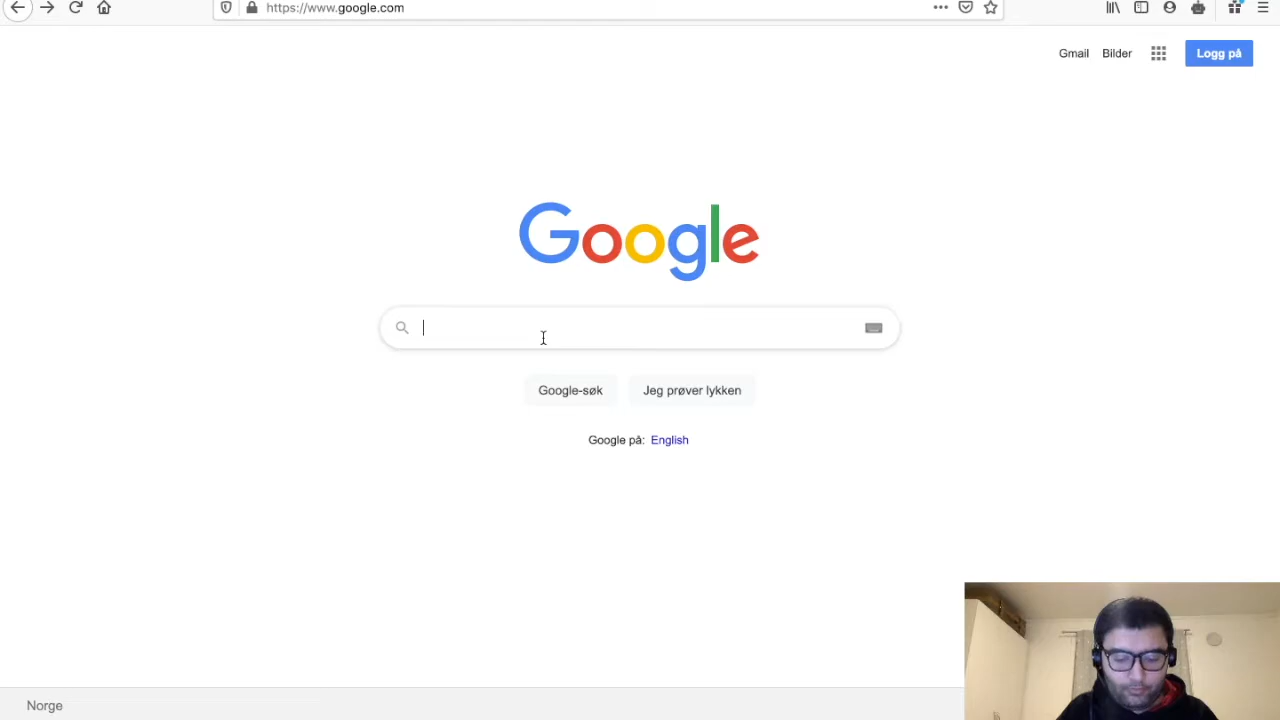 https://www.google.com
Gmail Bilder Logg på
Google
Google-søk Jeg prøver lykken
Google på: English
Norge